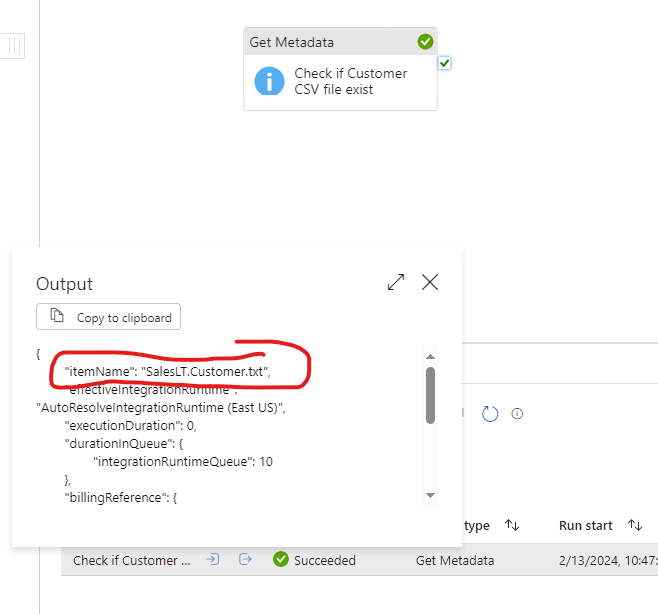 Get Metadata
Check if Customer
CSV file exist
Output
Copy to clipboard
{
"itemName": "SalesLT.Customer.txt",
"effectiveIntegrationRuntime":
"AutoResolveIntegrationRuntime (East US)",
"executionDuration": 0,
"durationInQueue": {
"integrationRuntimeQueue": 10
},
"billingReference": {
type Run start
Check if Customer ... Succeeded Get Metadata 2/13/2024, 10:47: